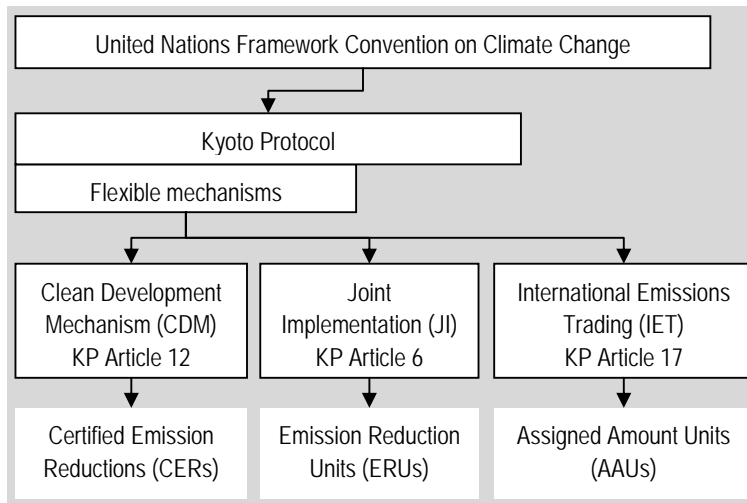 United Nations Framework Convention on Climate Change
Kyoto Protocol
Flexible mechanisms
Clean Development
Mechanism (CDM)
KP Article 12
Joint
Implementation (JI)
KP Article 6
International Emissions
Trading (IET)
KP Article 17
Certified Emission
Reductions (CERs)
Emission Reduction
Units (ERUs)
Assigned Amount Units
(AAUs)